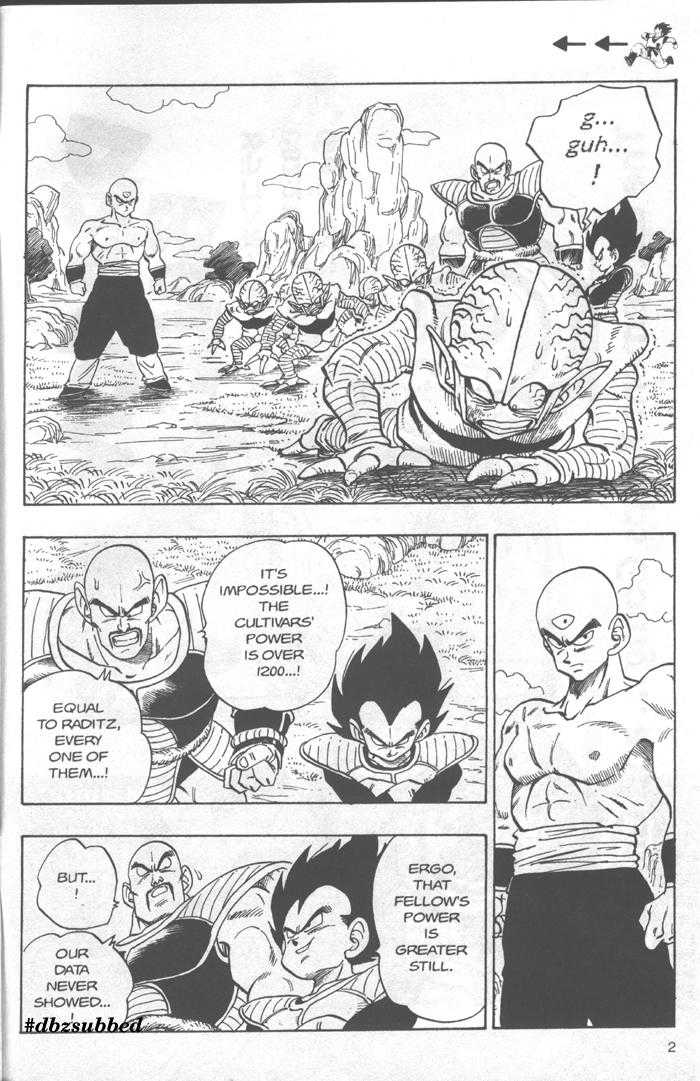 g...
guh...
!
IT'S
IMPOSSIBLE...!
THE
CULTIVARS'
POWER
IS OVER
1200...!
EQUAL
TO RADITZ,
EVERY
ONE OF
THEM...!
ERGO,
THAT
FELLOW'S
POWER
IS
GREATER
STILL.
BUT...
!
OUR
DATA
NEVER
SHOWED...
!
#dbzsubbed
2